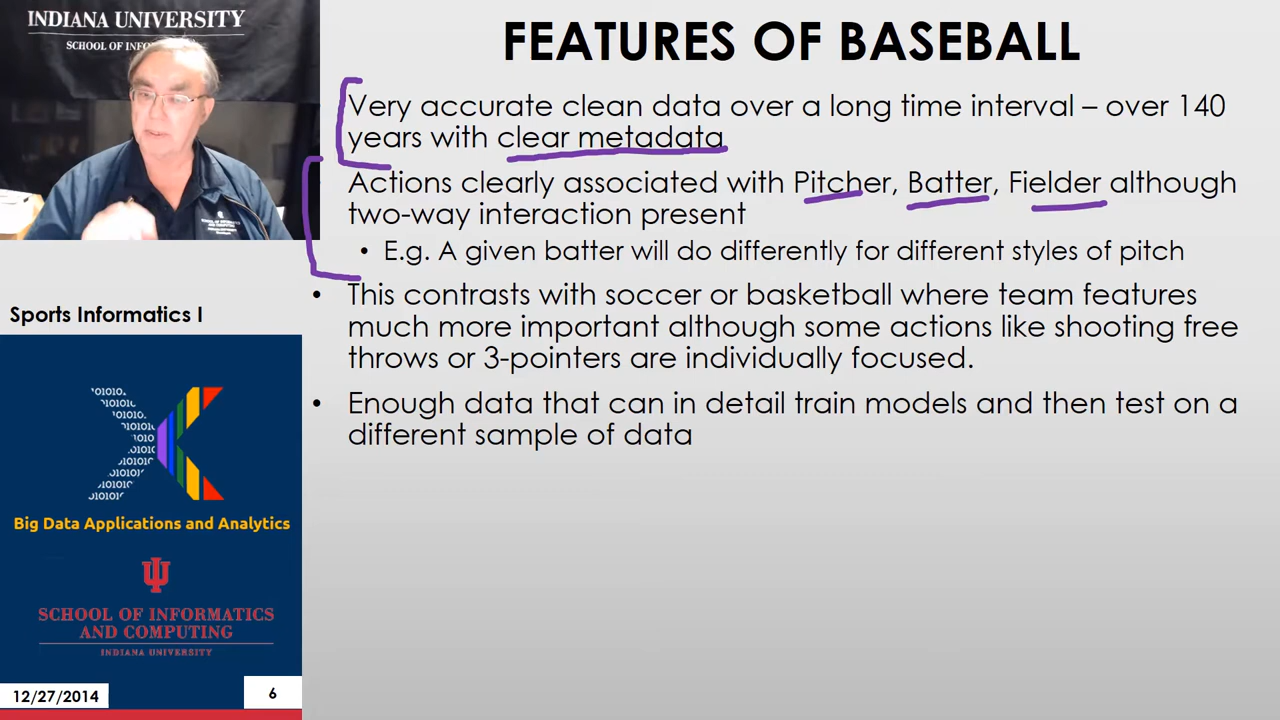 INDIANA UNIVERSITY
SCHOOL OF
FEATURES OF BASEBALL
Very accurate clean data over a long time interval – over 140
years with clear metadata
Actions clearly associated with Pitcher, Batter, Fielder although
two-way interaction present
• E.g. A given batter will do differently for different styles of pitch
• This contrasts with soccer or basketball where team features
much more important although some actions like shooting free
throws or 3-pointers are individually focused.
• Enough data that can in detail train models and then test on a
different sample of data
Sports Informatics I
Big Data Applications and Analytics
SCHOOL OF INFORMATICS
AND COMPUTING
INDIANA UNIVERSITY
12/27/2014
6